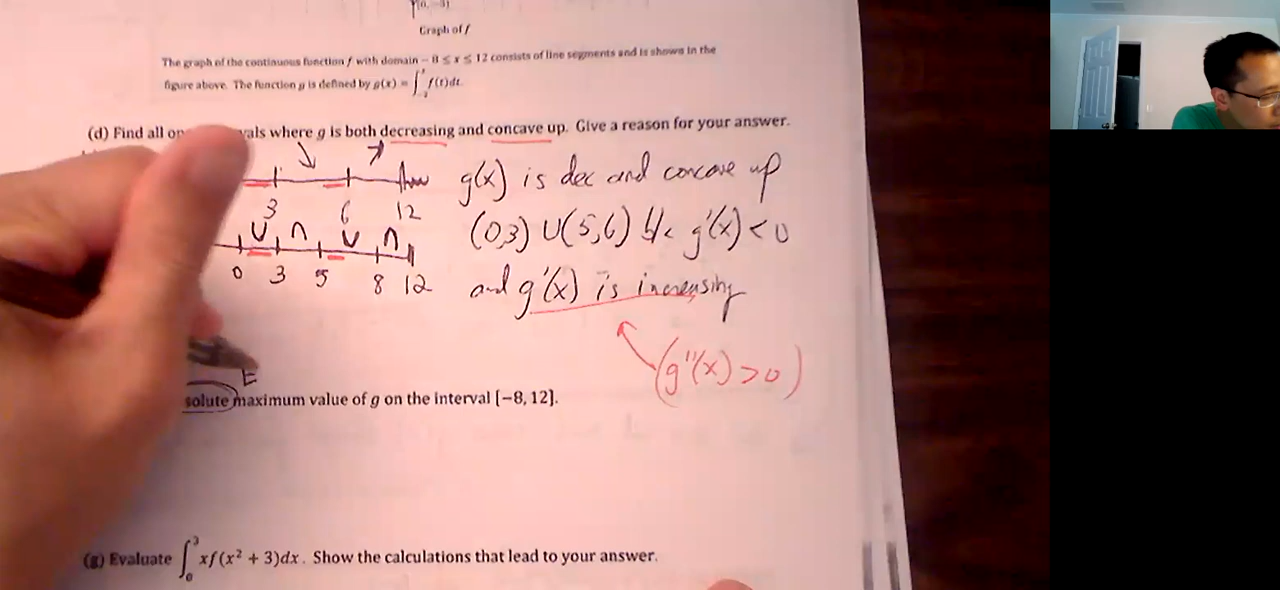 Graph of f
The graph of the continuous function f with domain − 8 ≤ x ≤ 12 consists of line segments and is shown in the
figure above. The function g is defined by g(x) = ∫ f(t)dt.
(d) Find all where g is both decreasing and concave up. Give a reason for your answer.
g(x) is dec and concave up
3 6 12
(0,3) U (5,6) b/c g'(x) < 0
0 3 5 8 12
and g'(x) is increasing
(g''(x) > 0)
solute maximum value of g on the interval [−8, 12].
(g) Evaluate ∫₀³ xf(x² + 3)dx. Show the calculations that lead to your answer.